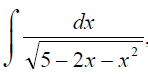 ∫ dx / √(5 − 2x − x²).